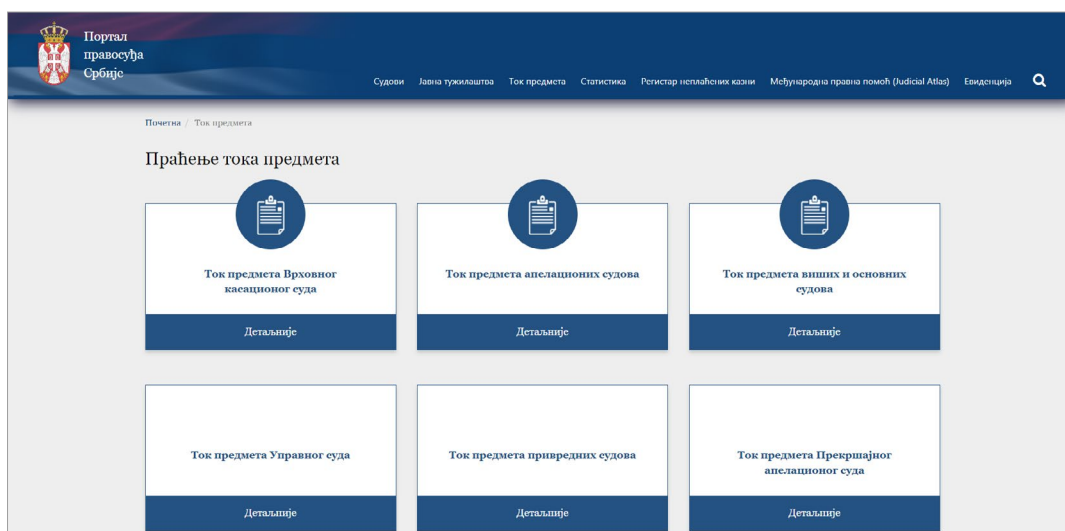 Портал
правосуђа
Србије
Судови Јавна тужилаштва Ток предмета Статистика Регистар неплаћених казни Међународна правна помоћ (Judicial Atlas) Евиденција
Почетна / Ток предмета
Праћење тока предмета
Ток предмета Врховног
касационог суда
Ток предмета апелационих судова
Ток предмета виших и основних
судова
Детаљније
Детаљније
Детаљније
Ток предмета Управног суда
Ток предмета привредних судова
Ток предмета Прекршајног
апелационог суда
Детаљније
Детаљније
Детаљније